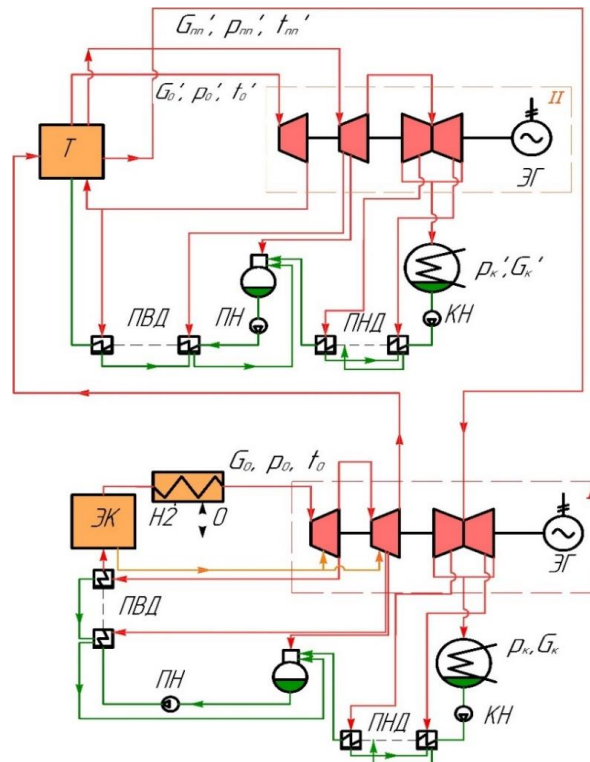 Gпп′, pпп′, tпп′
G₀′, p₀′, t₀′
II
Т
ЭГ
pк′, Gк′
ПВД
ПН
ПНД
КН
G₀, p₀, t₀
I
ЭК
H2
O
ЭГ
ПВД
pк, Gк
ПН
ПНД
КН